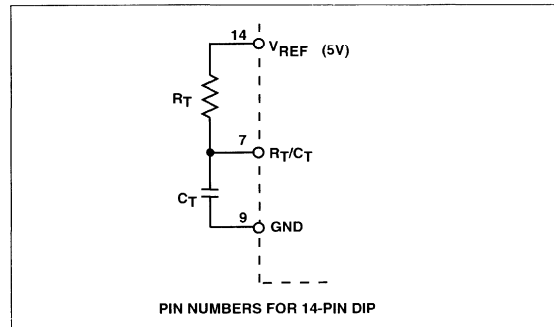 14 VREF (5V)
RT
7 RT/CT
CT
9 GND
PIN NUMBERS FOR 14-PIN DIP